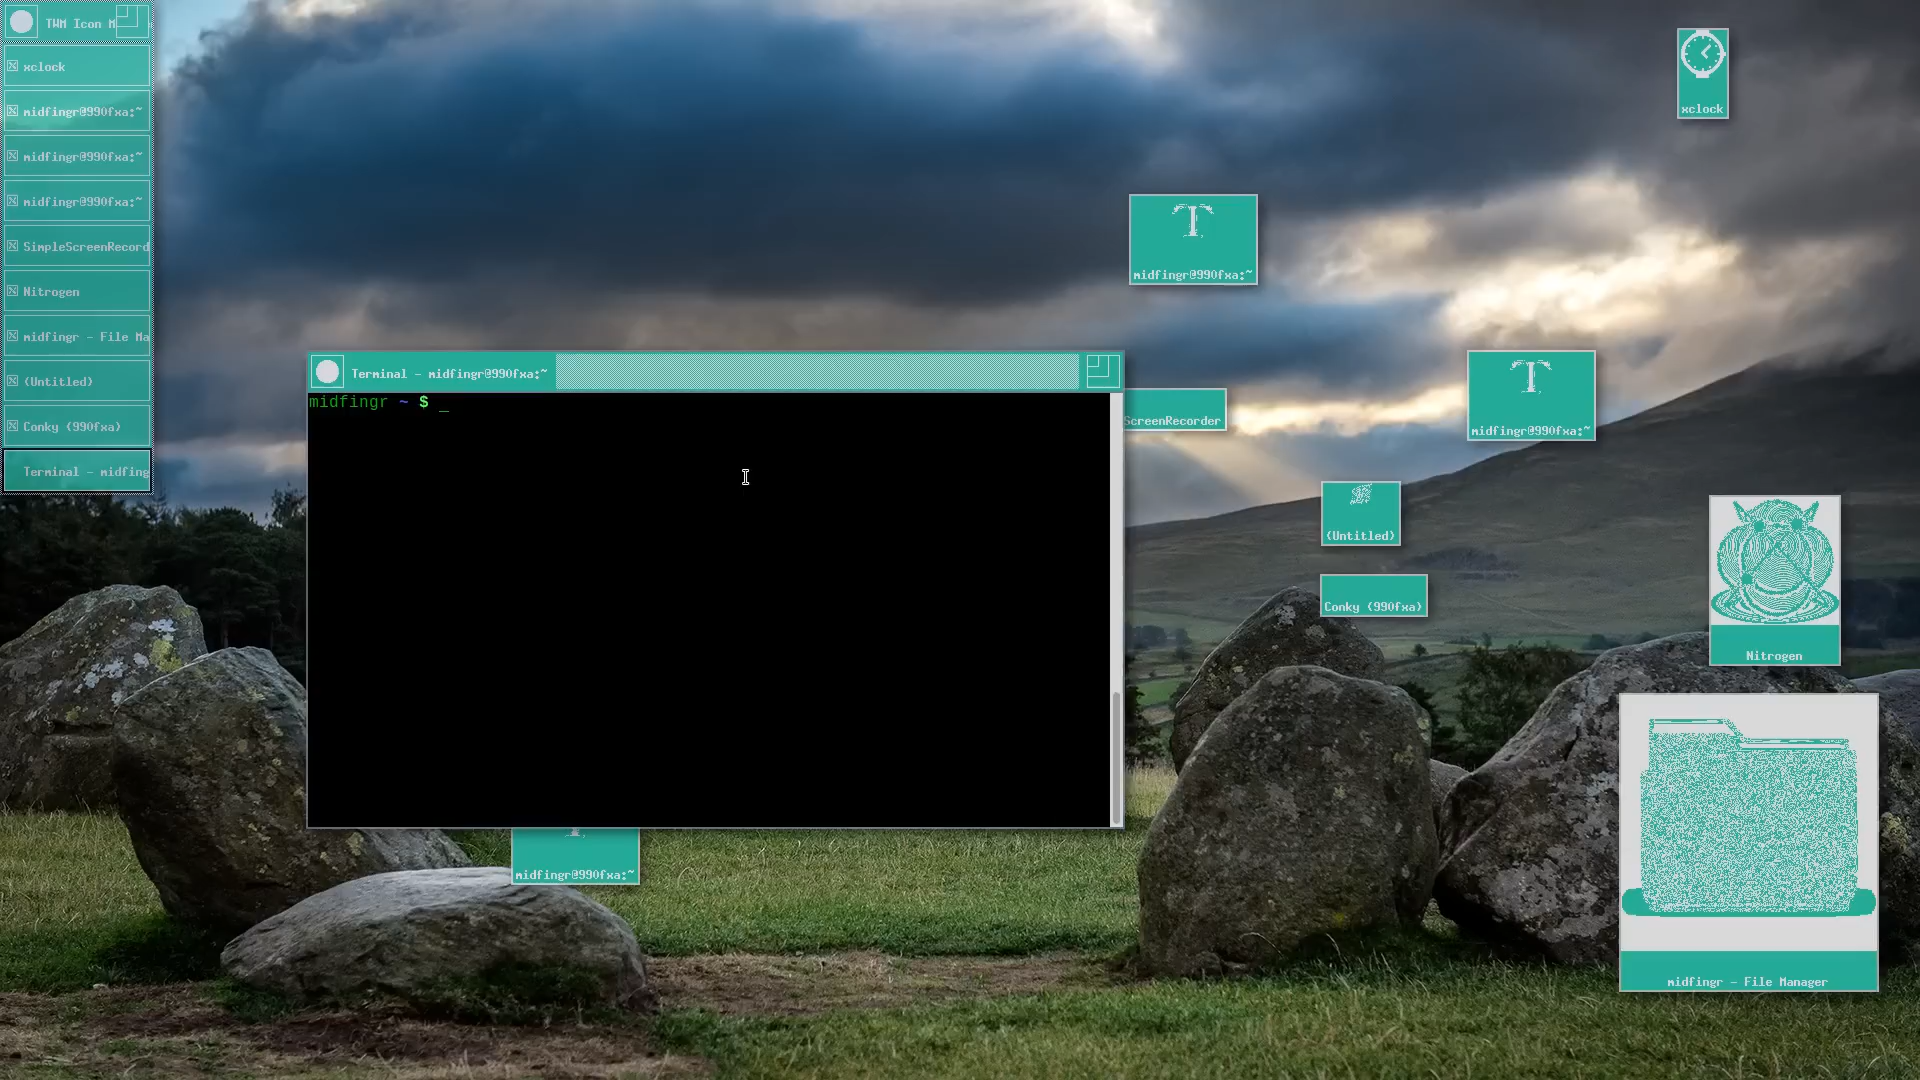 TWM Icon M
xclock
midfingr@990fxa:~
midfingr@990fxa:~
midfingr@990fxa:~
SimpleScreenRecord
Nitrogen
midfingr - File Ma
(Untitled)
Conky (990fxa)
Terminal - midfing
xclock
midfingr@990fxa:~
Terminal - midfingr@990fxa:~
midfingr ~ $ _
ScreenRecorder
midfingr@990fxa:~
(Untitled)
Conky (990fxa)
Nitrogen
midfingr@990fxa:~
midfingr - File Manager